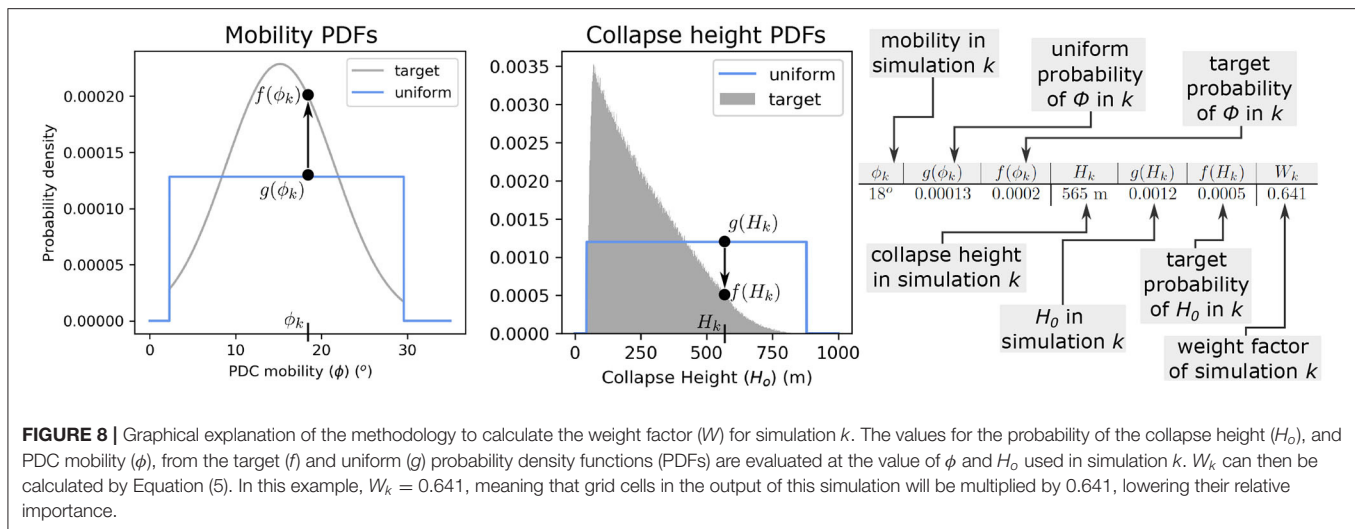 Mobility PDFs
target
uniform
f(ϕk)
g(ϕk)
ϕk
Probability density
0.00020
0.00015
0.00010
0.00005
0.00000
0
10
20
30
PDC mobility (ϕ) (°)
Collapse height PDFs
uniform
target
g(Hk)
f(Hk)
Hk
0.0035
0.0030
0.0025
0.0020
0.0015
0.0010
0.0005
0.0000
0
250
500
750
1000
Collapse Height (Ho) (m)
mobility in
simulation k
uniform
probability
of Φ in k
target
probability
of Φ in k
ϕk g(ϕk) f(ϕk) Hk g(Hk) f(Hk) Wk
18o 0.00013 0.0002 565 m 0.0012 0.0005 0.641
collapse height
in simulation k
H0 in
simulation k
target
probability
of H0 in k
weight factor
of simulation k
FIGURE 8 | Graphical explanation of the methodology to calculate the weight factor (W) for simulation k. The values for the probability of the collapse height (Ho), and
PDC mobility (ϕ), from the target (f) and uniform (g) probability density functions (PDFs) are evaluated at the value of ϕ and Ho used in simulation k. Wk can then be
calculated by Equation (5). In this example, Wk = 0.641, meaning that grid cells in the output of this simulation will be multiplied by 0.641, lowering their relative
importance.